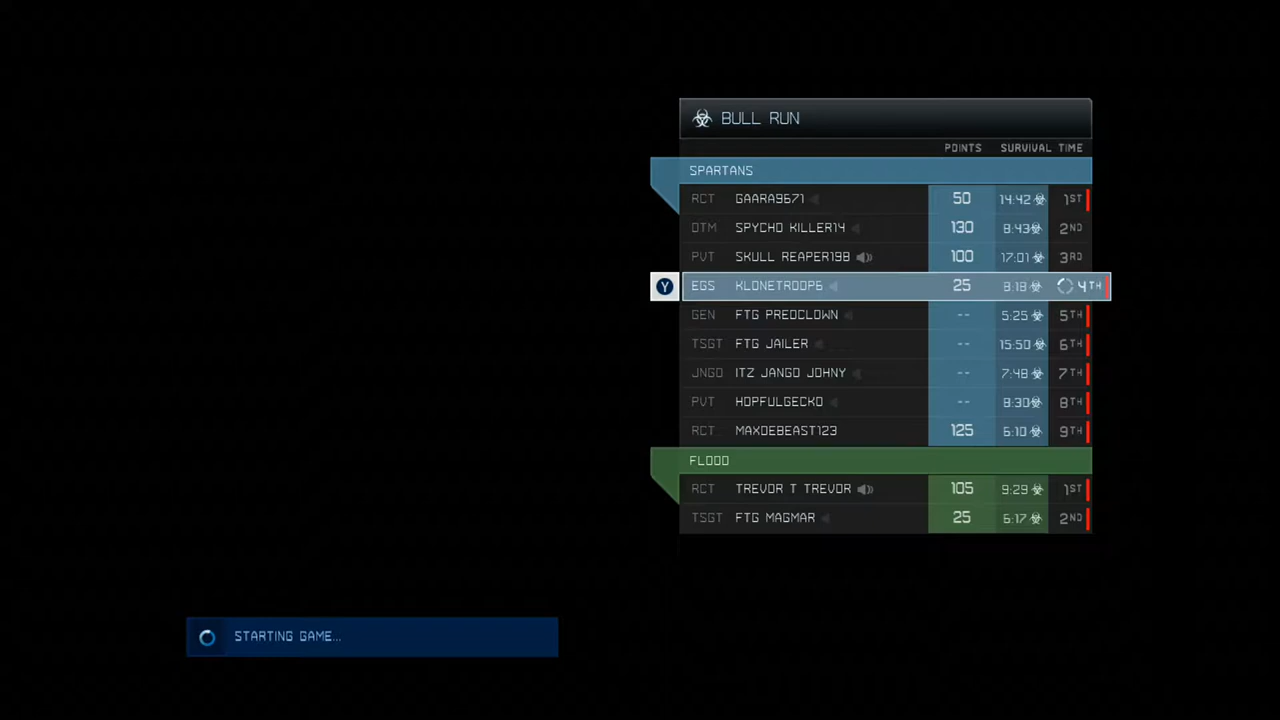 BULL RUN
POINTS SURVIVAL TIME
SPARTANS
RCT GAARA9671 50 14:42 1ST
DTM SPYCHO KILLER14 130 8:43 2ND
PVT SKULL REAPER198 100 17:01 3RD
Y EGS KLONETROOP6 25 8:18 4TH
GEN FTG PREDCLOWN -- 5:25 5TH
TSGT FTG JAILER -- 15:50 6TH
JNGO ITZ JANGO JOHNY -- 7:48 7TH
PVT HOPFULGECKO -- 8:30 8TH
RCT MAXDEBEAST123 125 6:10 9TH
FLOOD
RCT TREVOR T TREVOR 105 9:29 1ST
TSGT FTG MAGMAR 25 6:17 2ND
STARTING GAME...